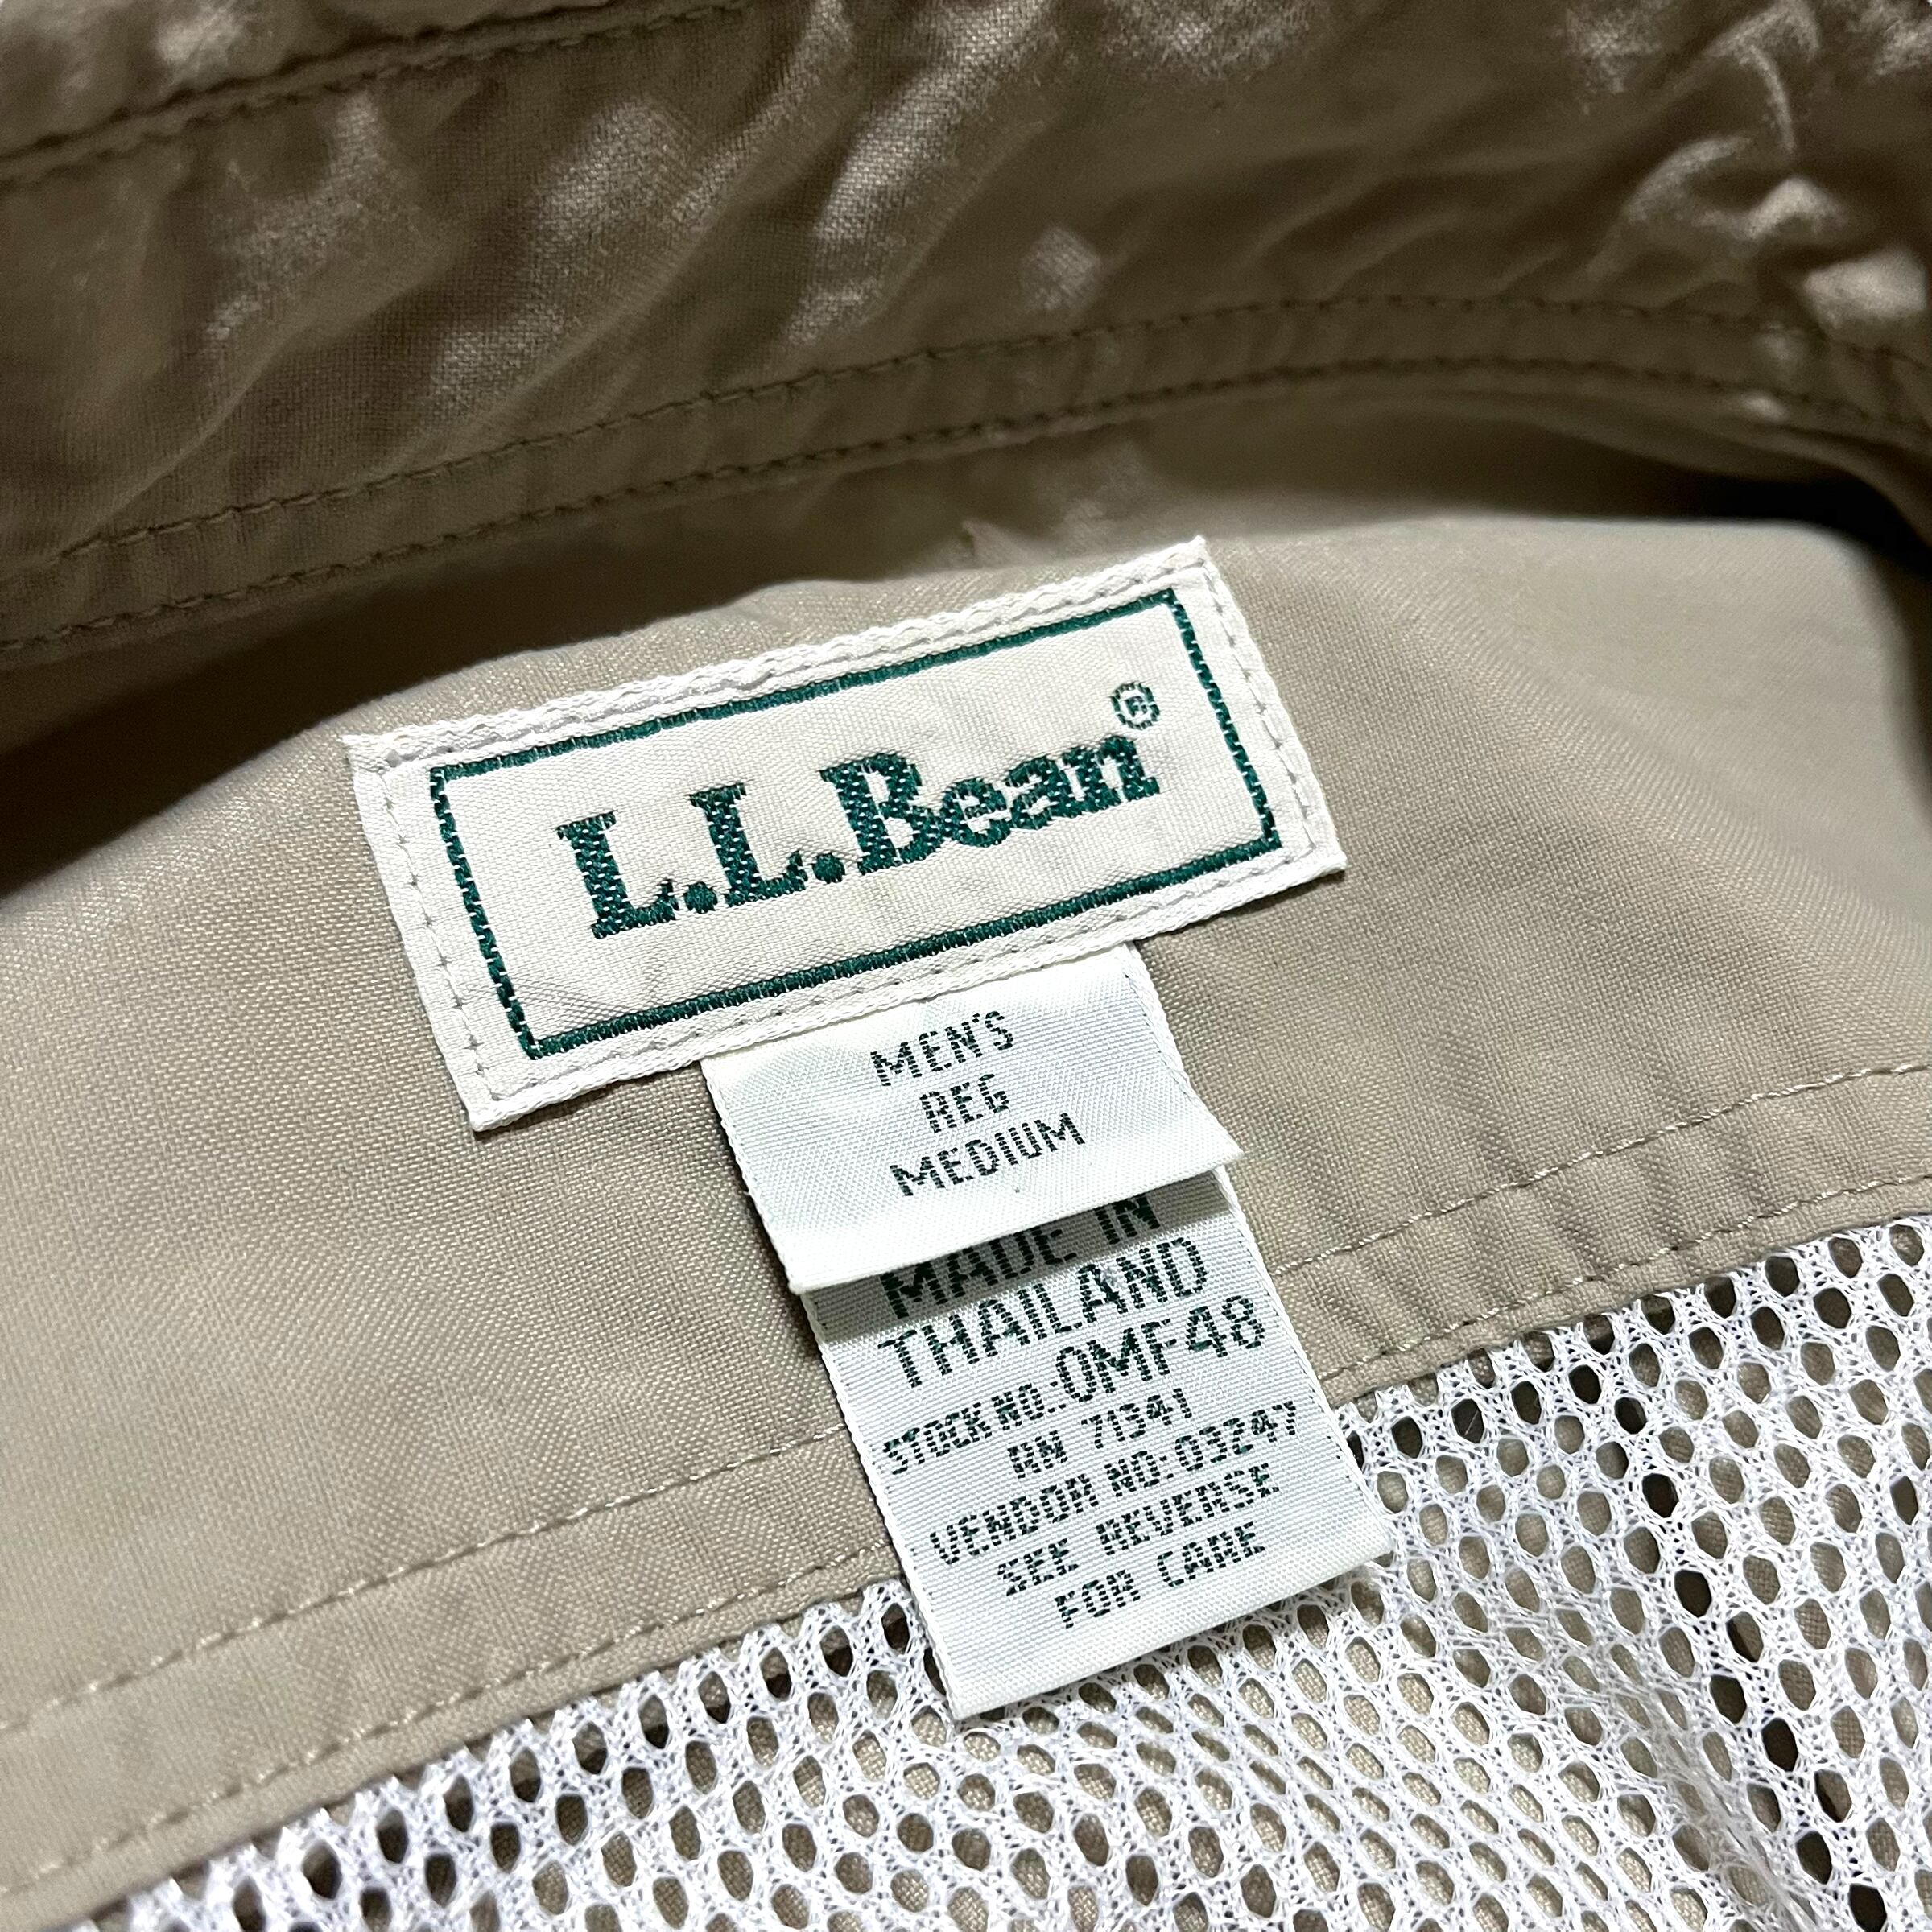 L.L.Bean®
MEN'S
REG
MEDIUM
MADE IN
THAILAND
STOCK NO.:0MF48
RN 71341
VENDOR NO:03247
SEE REVERSE
FOR CARE